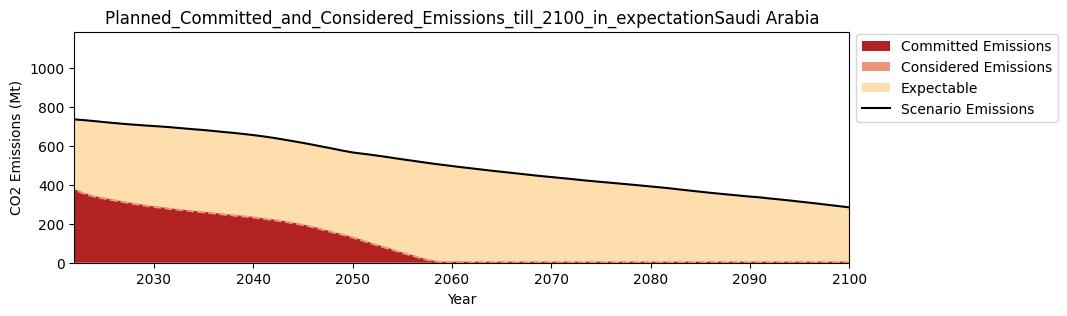 Planned_Committed_and_Considered_Emissions_till_2100_in_expectationSaudi Arabia
CO2 Emissions (Mt)
1000
800
600
400
200
0
2030 2040 2050 2060 2070 2080 2090 2100
Year
Committed Emissions
Considered Emissions
Expectable
Scenario Emissions